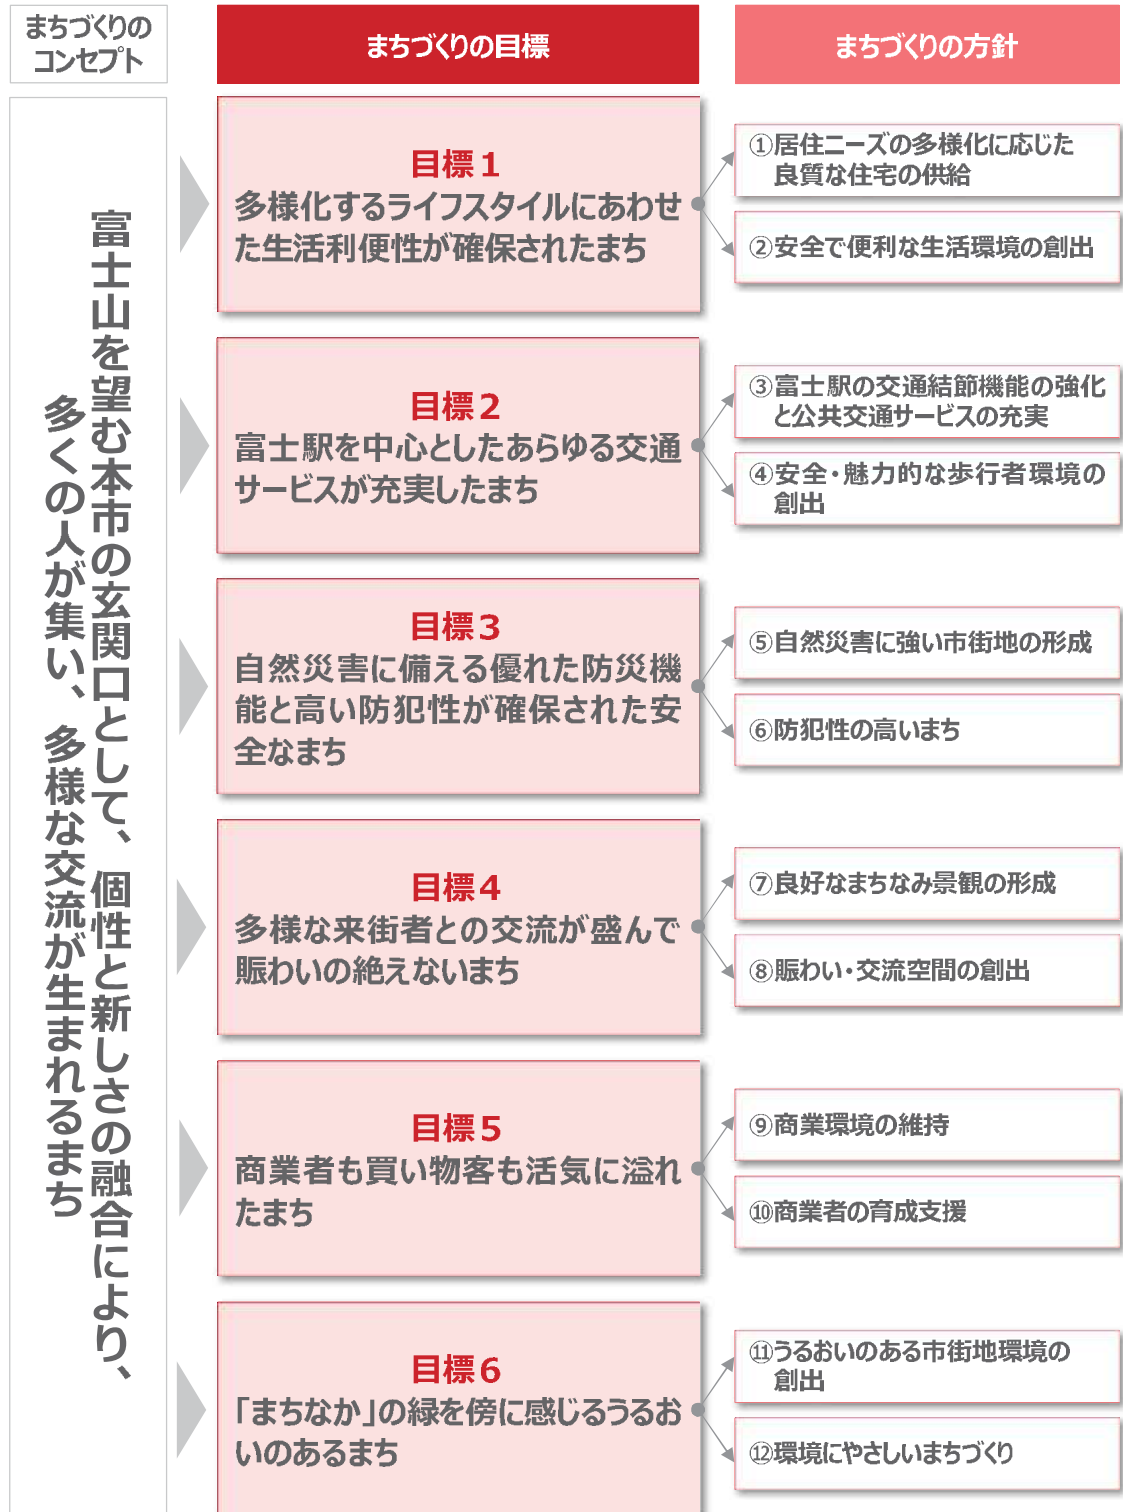 まちづくりの
コンセプト
まちづくりの目標
まちづくりの方針
富士山を望む本市の玄関口として、個性と新しさの融合により、
多くの人が集い、多様な交流が生まれるまち
目標1
多様化するライフスタイルにあわせ
た生活利便性が確保されたまち
①居住ニーズの多様化に応じた
良質な住宅の供給
②安全で便利な生活環境の創出
目標2
富士駅を中心としたあらゆる交通
サービスが充実したまち
③富士駅の交通結節機能の強化
と公共交通サービスの充実
④安全・魅力的な歩行者環境の
創出
目標3
自然災害に備える優れた防災機
能と高い防犯性が確保された安
全なまち
⑤自然災害に強い市街地の形成
⑥防犯性の高いまち
目標4
多様な来街者との交流が盛んで
賑わいの絶えないまち
⑦良好なまちなみ景観の形成
⑧賑わい・交流空間の創出
目標5
商業者も買い物客も活気に溢れ
たまち
⑨商業環境の維持
⑩商業者の育成支援
目標6
「まちなか」の緑を傍に感じるうるお
いのあるまち
⑪うるおいのある市街地環境の
創出
⑫環境にやさしいまちづくり